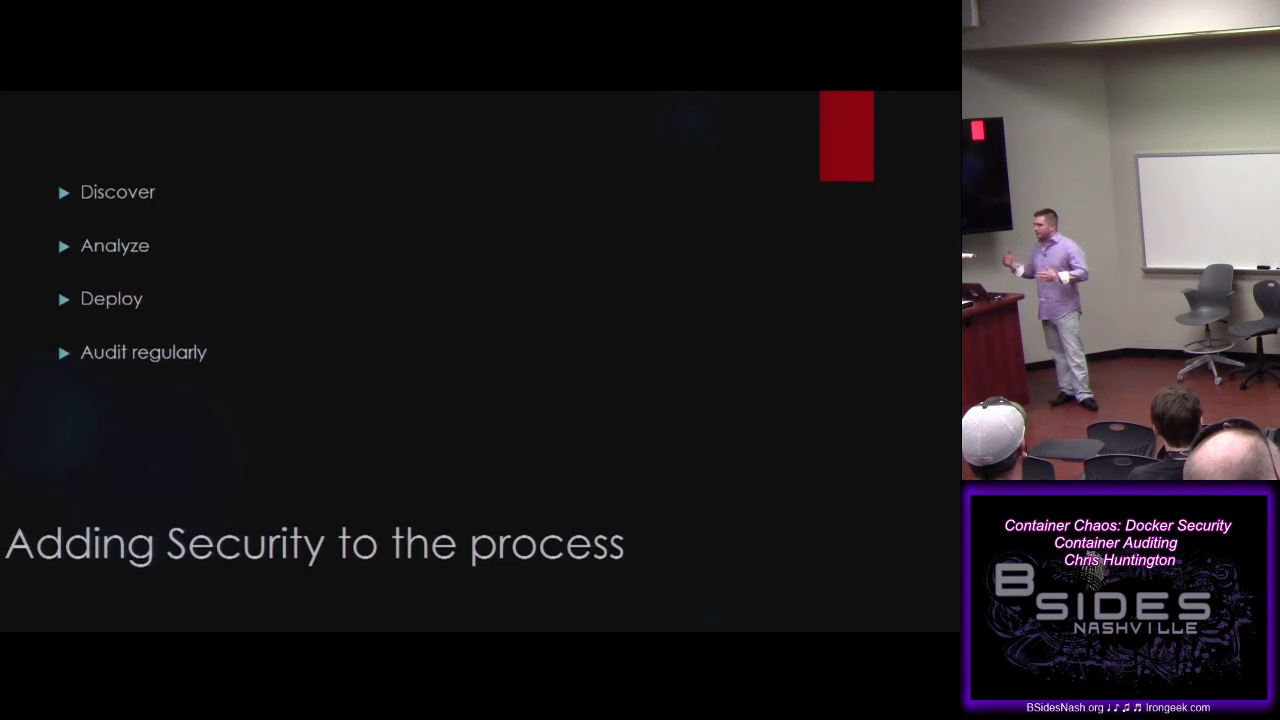 Discover
Analyze
Deploy
Audit regularly
Adding Security to the process
Container Chaos: Docker Security
Container Auditing
Chris Huntington
BSIDES
NASHVILLE
BSidesNash.org ♩ ♪ ♫ ♬ Irongeek.com